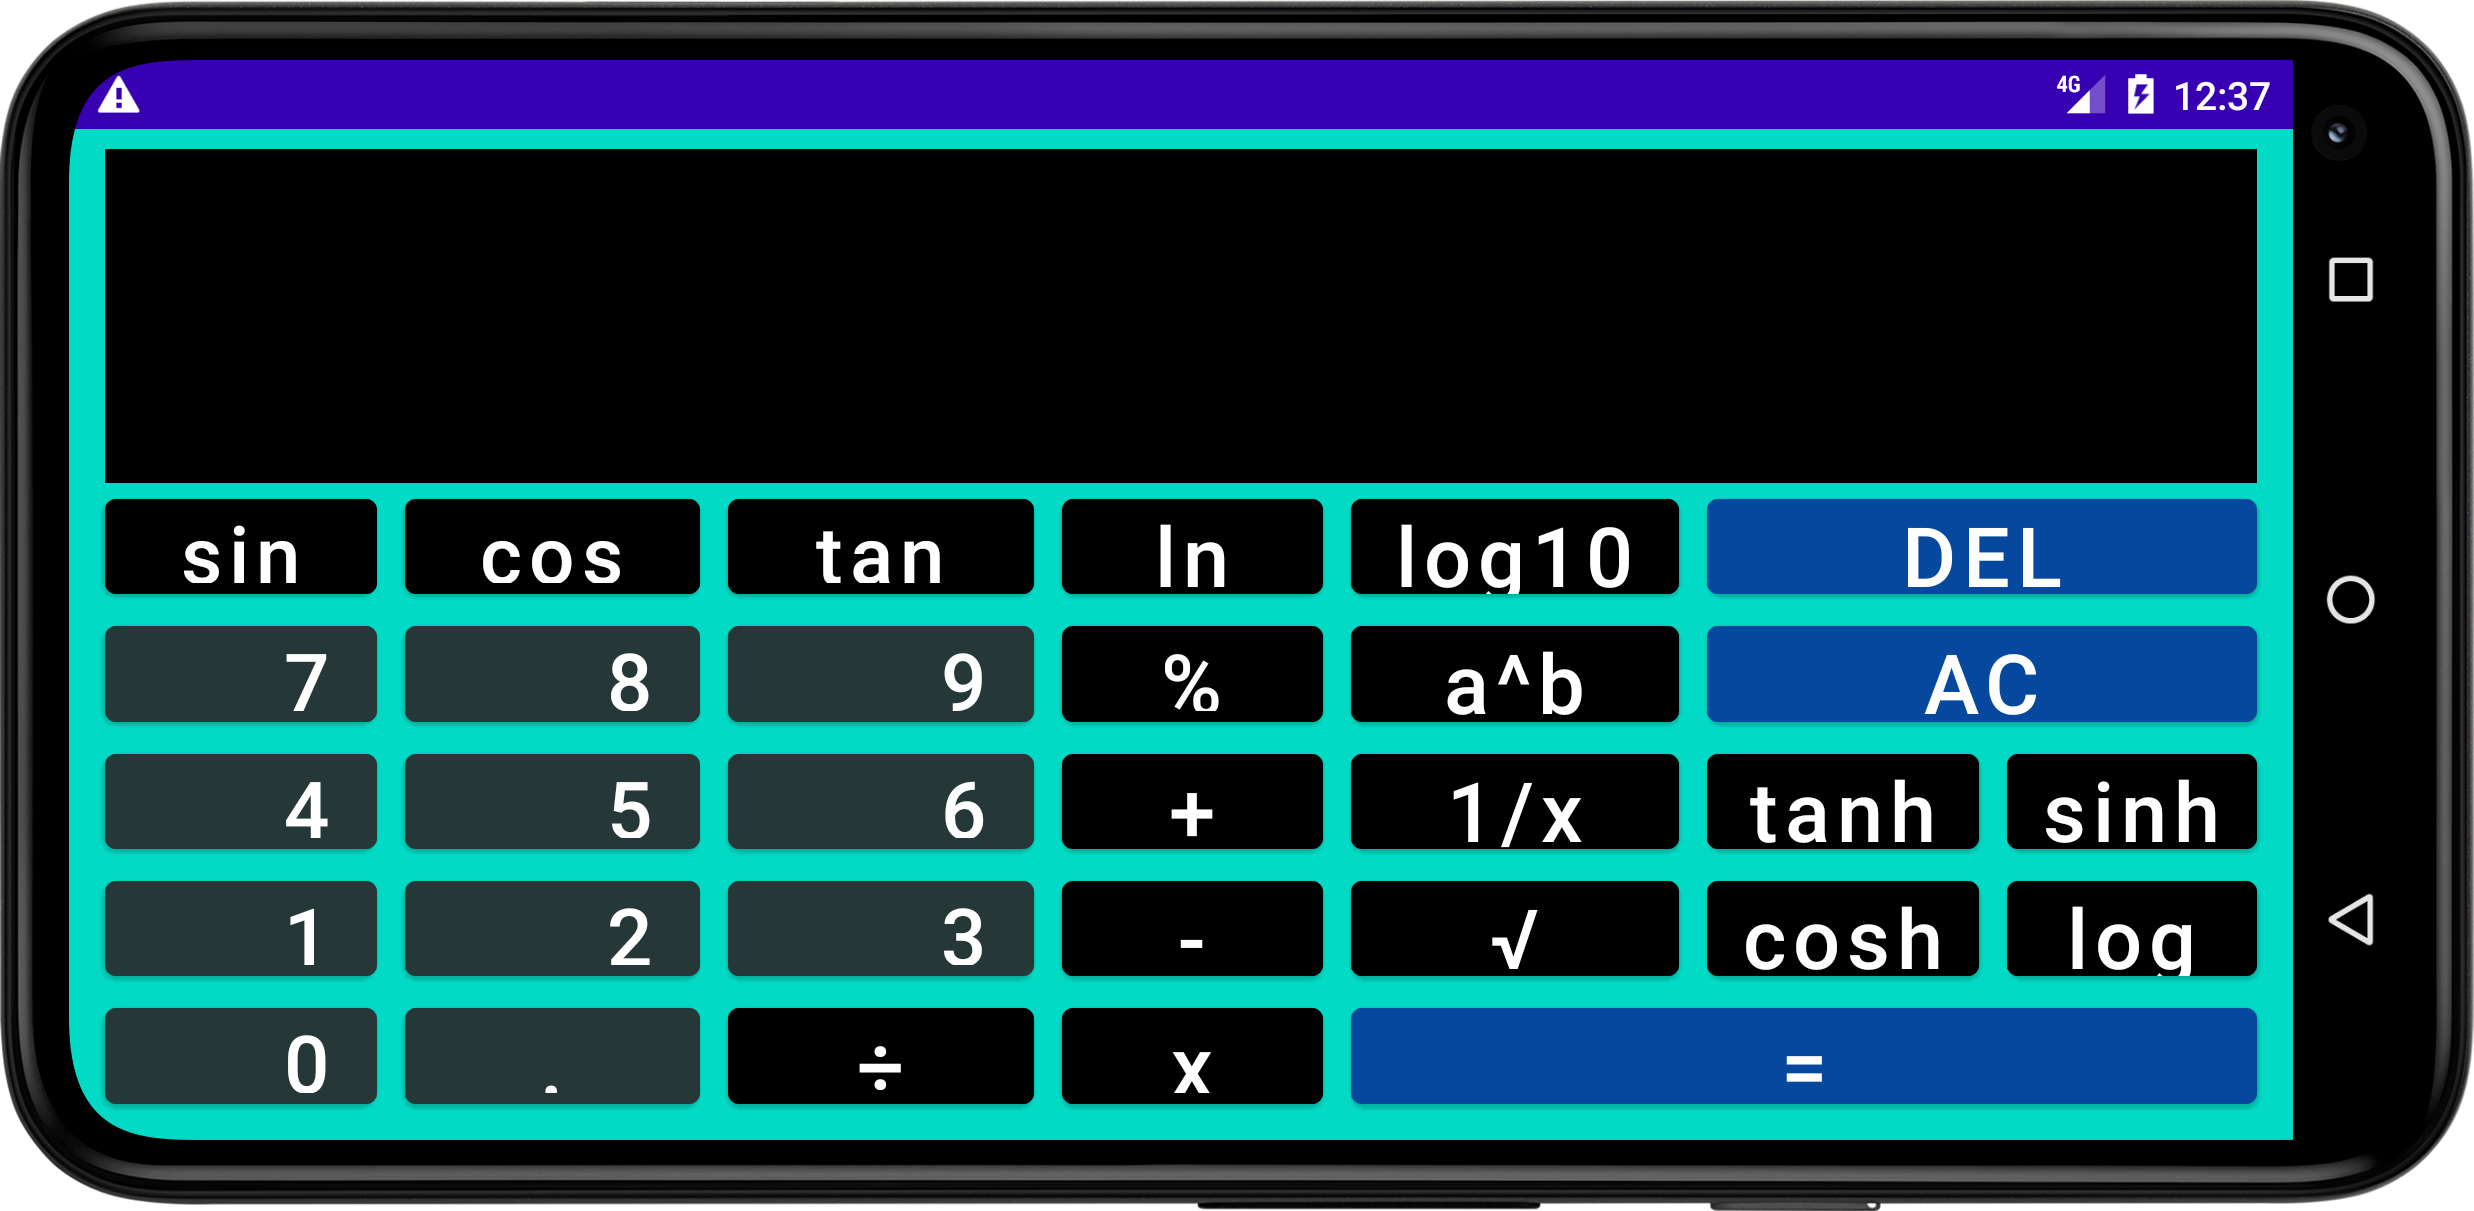 4G 12:37
sin cos tan ln log10 DEL
7 8 9 % a^b AC
4 5 6 + 1/x tanh sinh
1 2 3 - √ cosh log
0 . ÷ x =